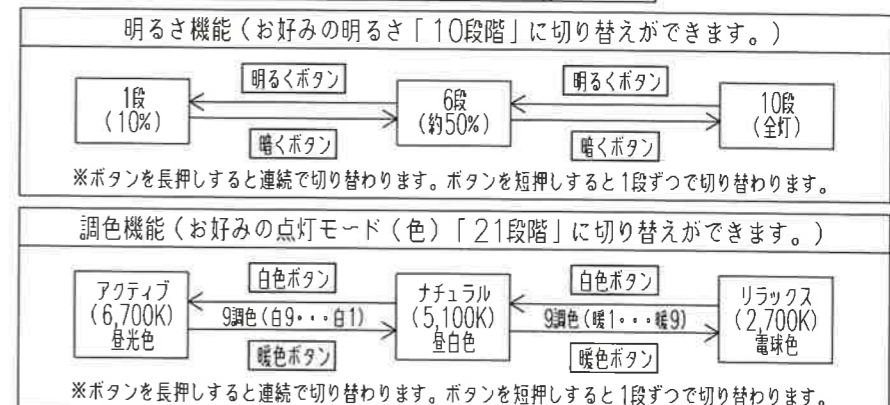 明るさ機能(お好みの明るさ「10段階」に切り替えができます。)
明るくボタン
明るくボタン
1段
(10%)
6段
(約50%)
10段
(全灯)
暗くボタン
暗くボタン
※ボタンを長押しすると連続で切り替わります。ボタンを短押しすると1段ずつで切り替わります。
調色機能(お好みの点灯モード(色)「21段階」に切り替えができます。)
白色ボタン
白色ボタン
アクティブ
(6,700K)
昼光色
9調色(白9・・・白1)
ナチュラル
(5,100K)
昼白色
9調色(暖1・・・暖9)
リラックス
(2,700K)
電球色
暖色ボタン
暖色ボタン
※ボタンを長押しすると連続で切り替わります。ボタンを短押しすると1段ずつで切り替わります。